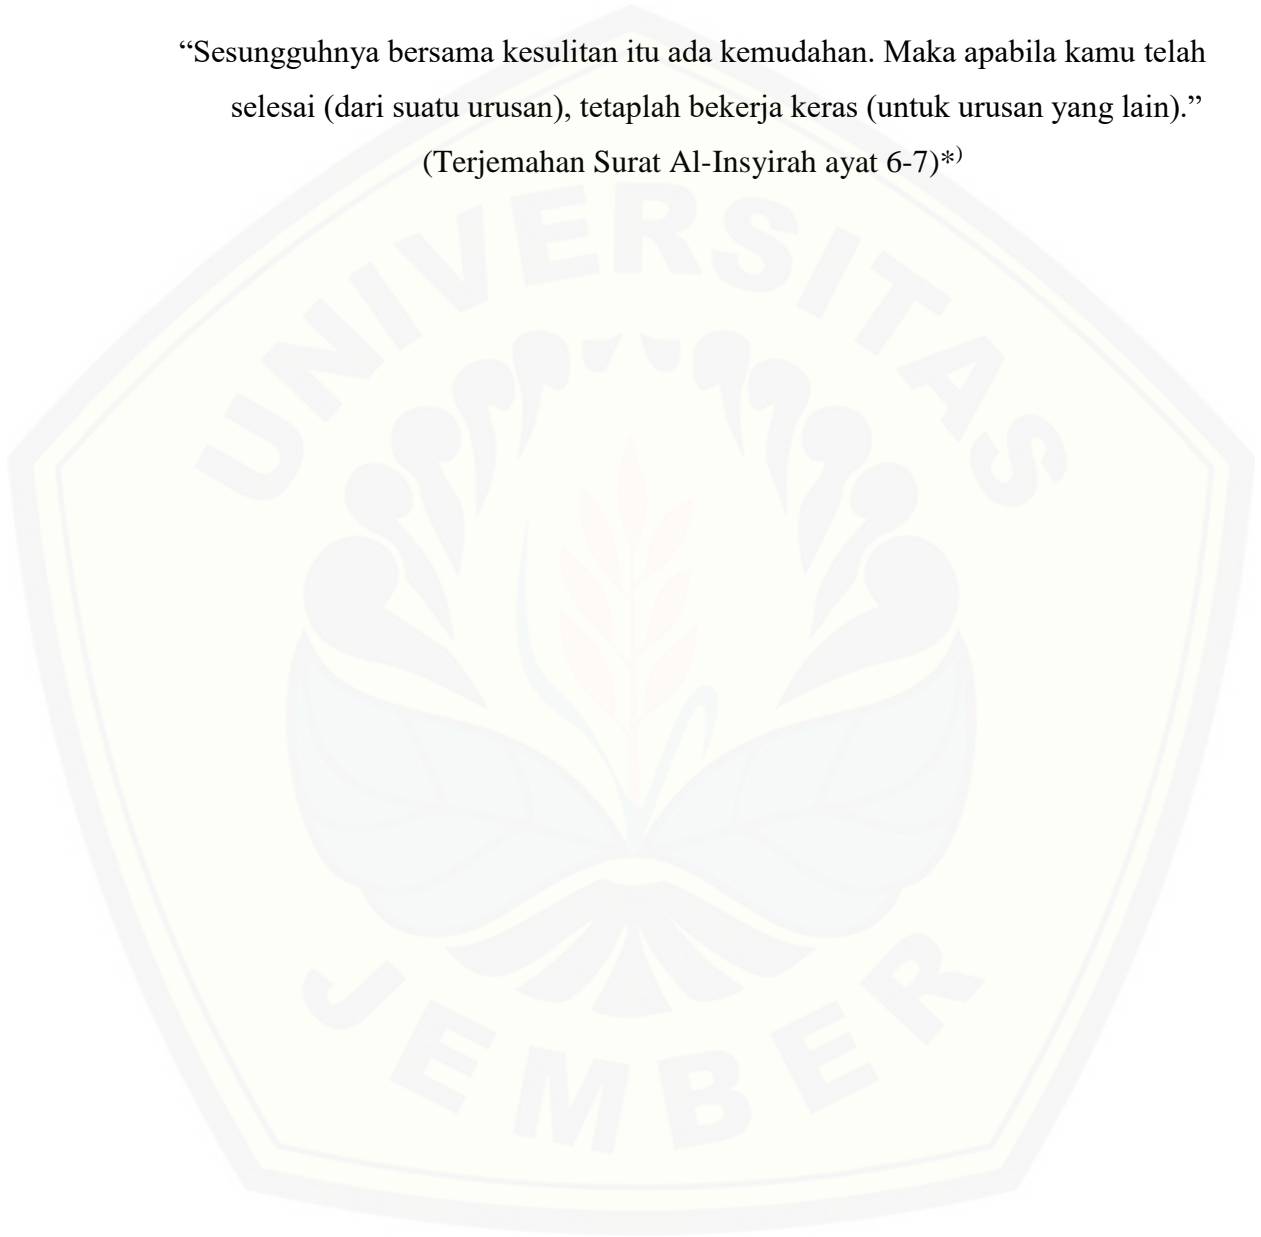 “Sesungguhnya bersama kesulitan itu ada kemudahan. Maka apabila kamu telah
selesai (dari suatu urusan), tetaplah bekerja keras (untuk urusan yang lain).”
(Terjemahan Surat Al-Insyirah ayat 6-7)*)
UNIVERSITAS
JEMBER